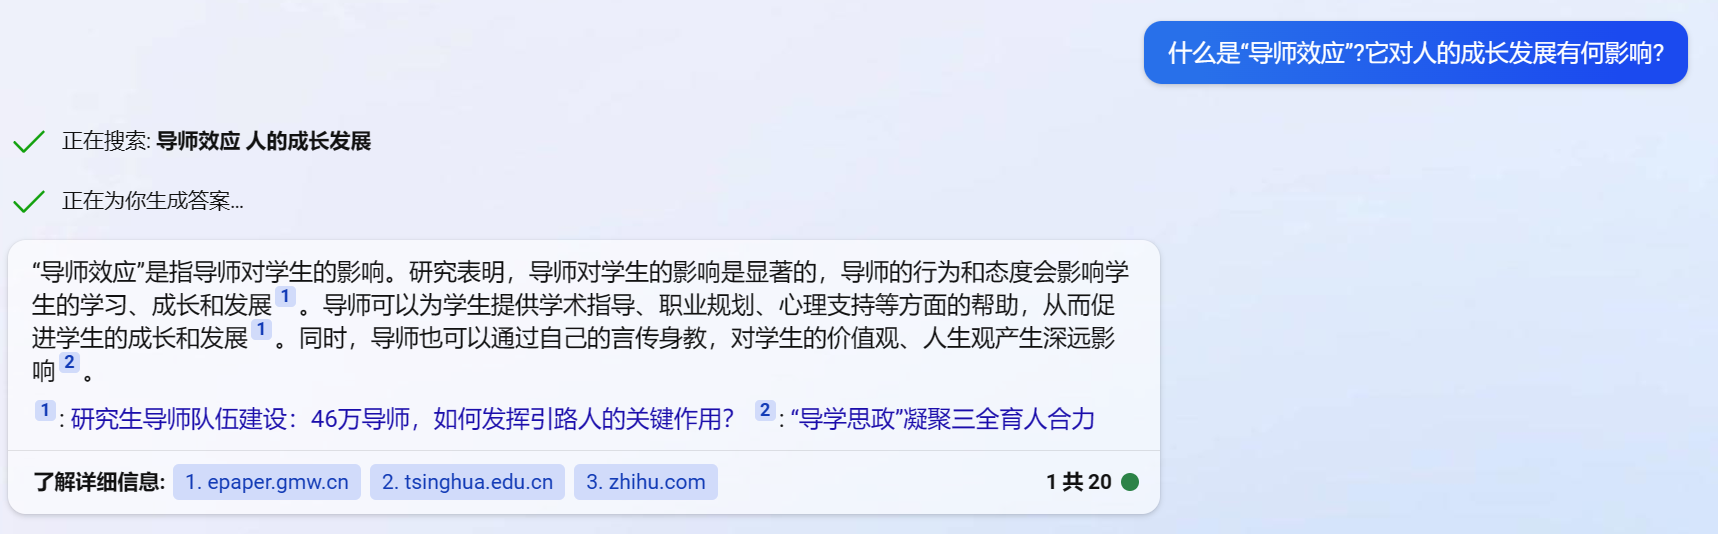 什么是“导师效应”?它对人的成长发展有何影响?
正在搜索: 导师效应 人的成长发展
正在为你生成答案...
“导师效应”是指导师对学生的影响。研究表明，导师对学生的影响是显著的，导师的行为和态度会影响学
生的学习、成长和发展 1 。导师可以为学生提供学术指导、职业规划、心理支持等方面的帮助，从而促
进学生的成长和发展 1 。同时，导师也可以通过自己的言传身教，对学生的价值观、人生观产生深远影
响 2 。
1 : 研究生导师队伍建设：46万导师，如何发挥引路人的关键作用？ 2 : “导学思政”凝聚三全育人合力
了解详细信息: 1. epaper.gmw.cn 2. tsinghua.edu.cn 3. zhihu.com 1 共 20